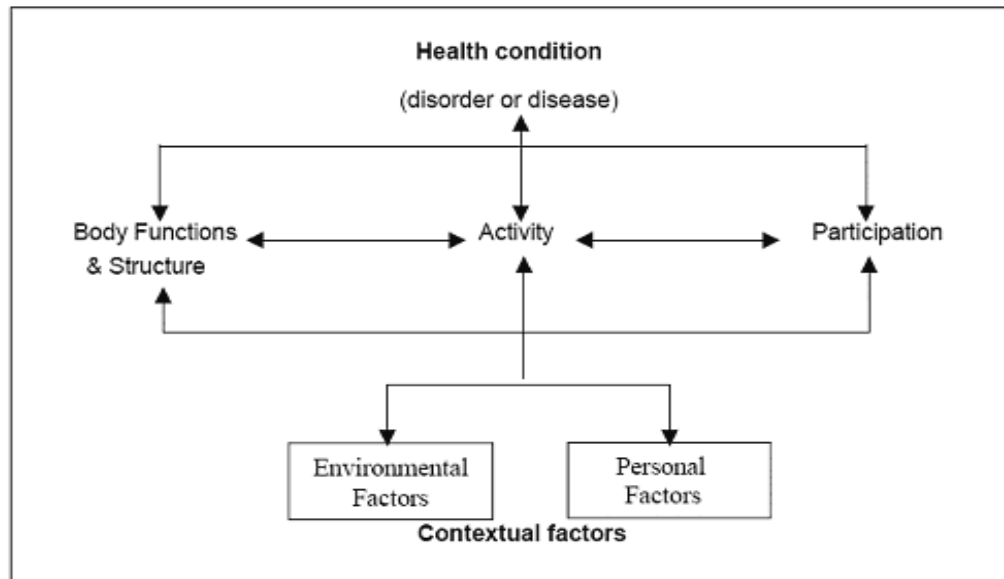 Health condition
(disorder or disease)
Body Functions
& Structure
Activity
Participation
Environmental
Factors
Personal
Factors
Contextual factors